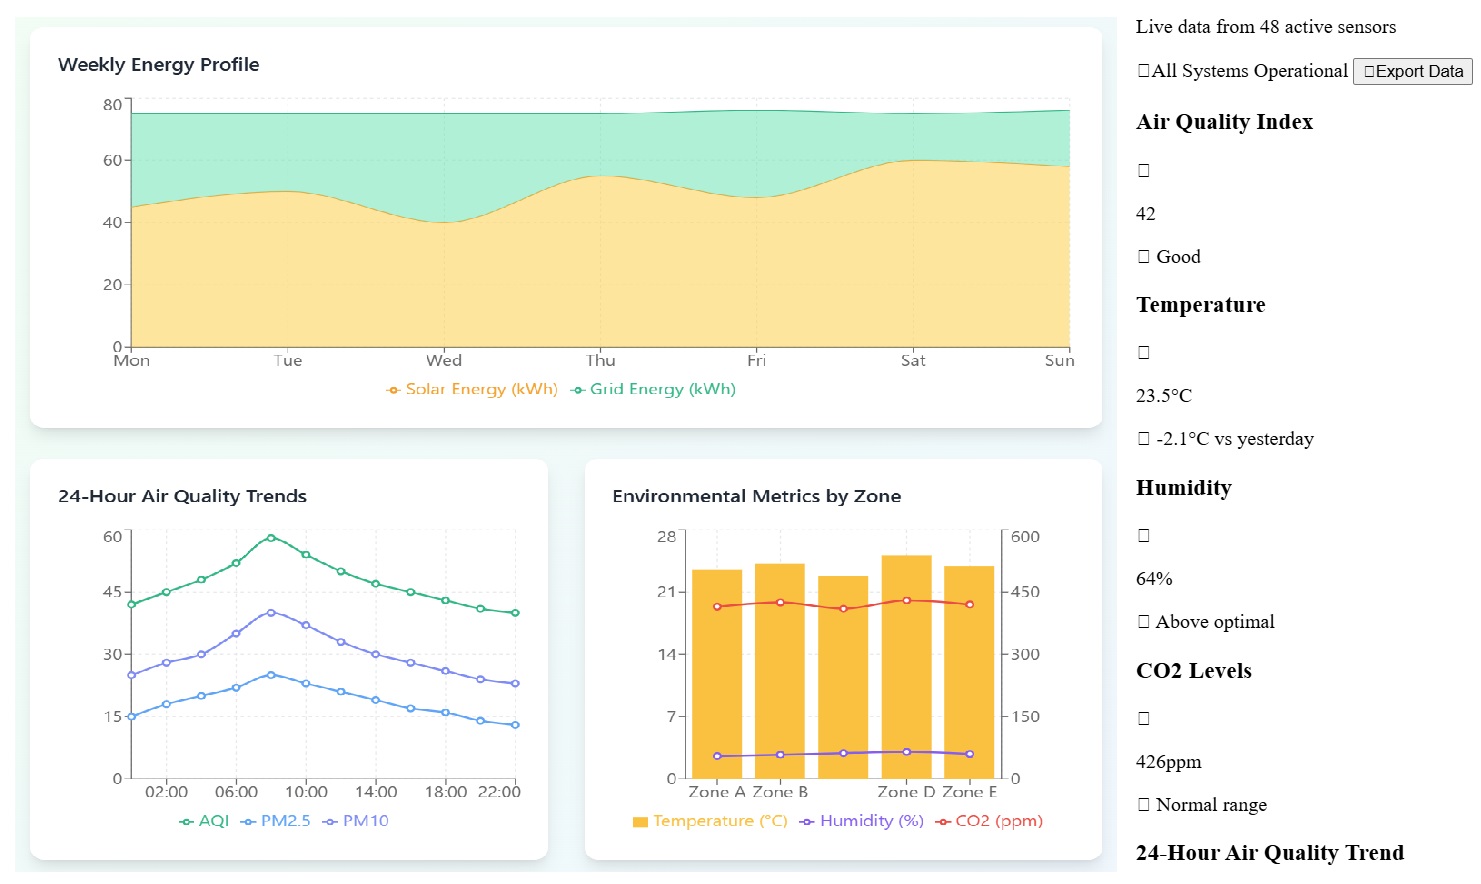 Weekly Energy Profile
80
60
40
20
0
Mon Tue Wed Thu Fri Sat Sun
Solar Energy (kWh) Grid Energy (kWh)
24-Hour Air Quality Trends
60
45
30
15
0
02:00 06:00 10:00 14:00 18:00 22:00
AQI PM2.5 PM10
Environmental Metrics by Zone
28 600
21 450
14 300
7 150
0 0
Zone A Zone B Zone D Zone E
Temperature (°C) Humidity (%) CO2 (ppm)
Live data from 48 active sensors
All Systems Operational Export Data
Air Quality Index
42
Good
Temperature
23.5°C
-2.1°C vs yesterday
Humidity
64%
Above optimal
CO2 Levels
426ppm
Normal range
24-Hour Air Quality Trend